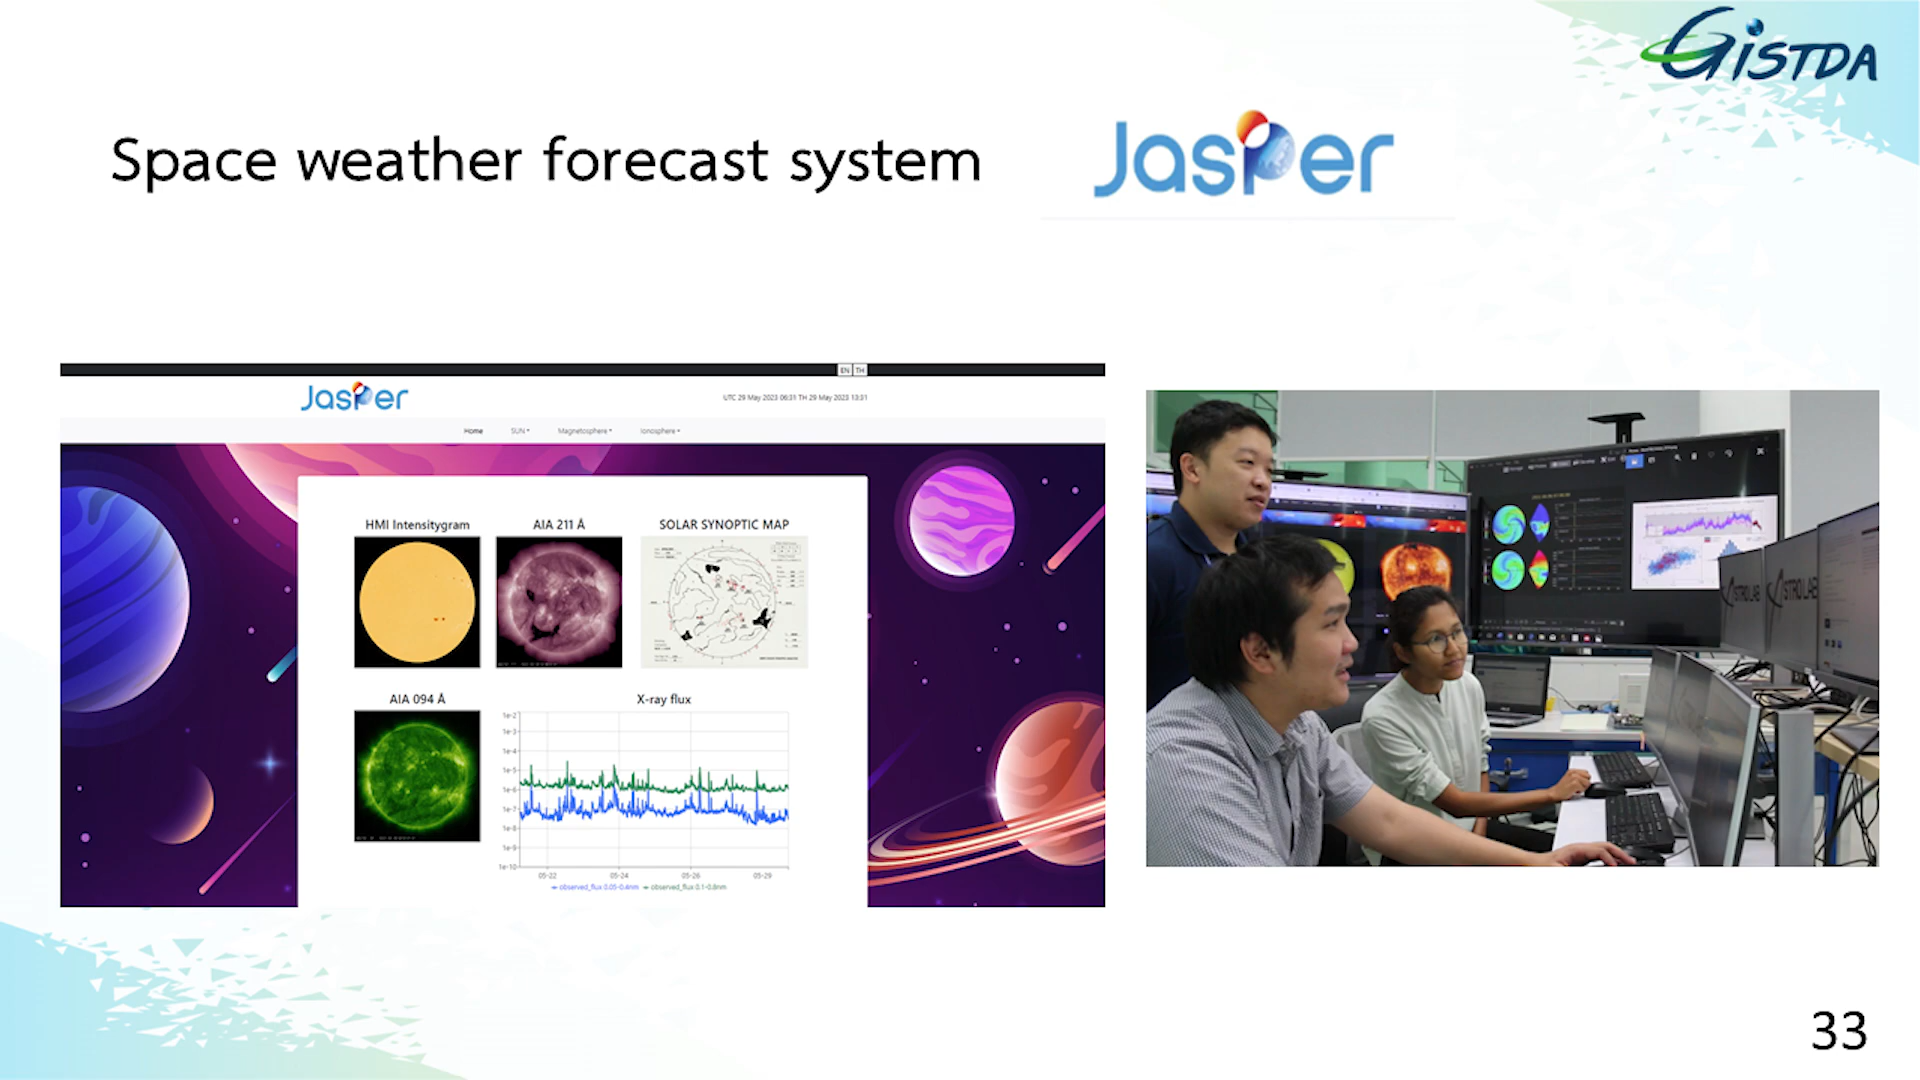 GISTDA
Space weather forecast system
Jasper
EN TH
Jasper
UTC 29 May 2023 06:31 TH 29 May 2023 13:31
Home SUN Magnetosphere Ionosphere
HMI Intensitygram
AIA 211 Å
SOLAR SYNOPTIC MAP
AIA 094 Å
X-ray flux
1e-2
1e-3
1e-4
1e-5
1e-6
1e-7
1e-8
1e-9
1e-10
05-22 05-24 05-26 05-29
observed_flux 0.05-0.4nm observed_flux 0.1-0.8nm
ASTROLAB
33